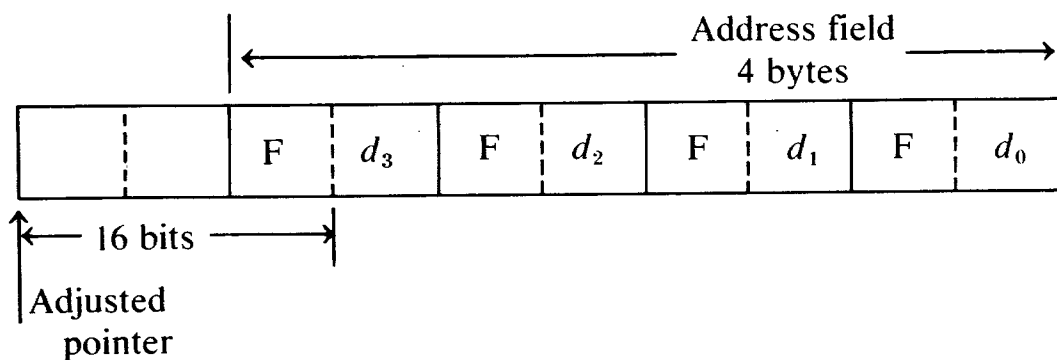 Address field
4 bytes
F d₃ F d₂ F d₁ F d₀
16 bits
Adjusted
pointer